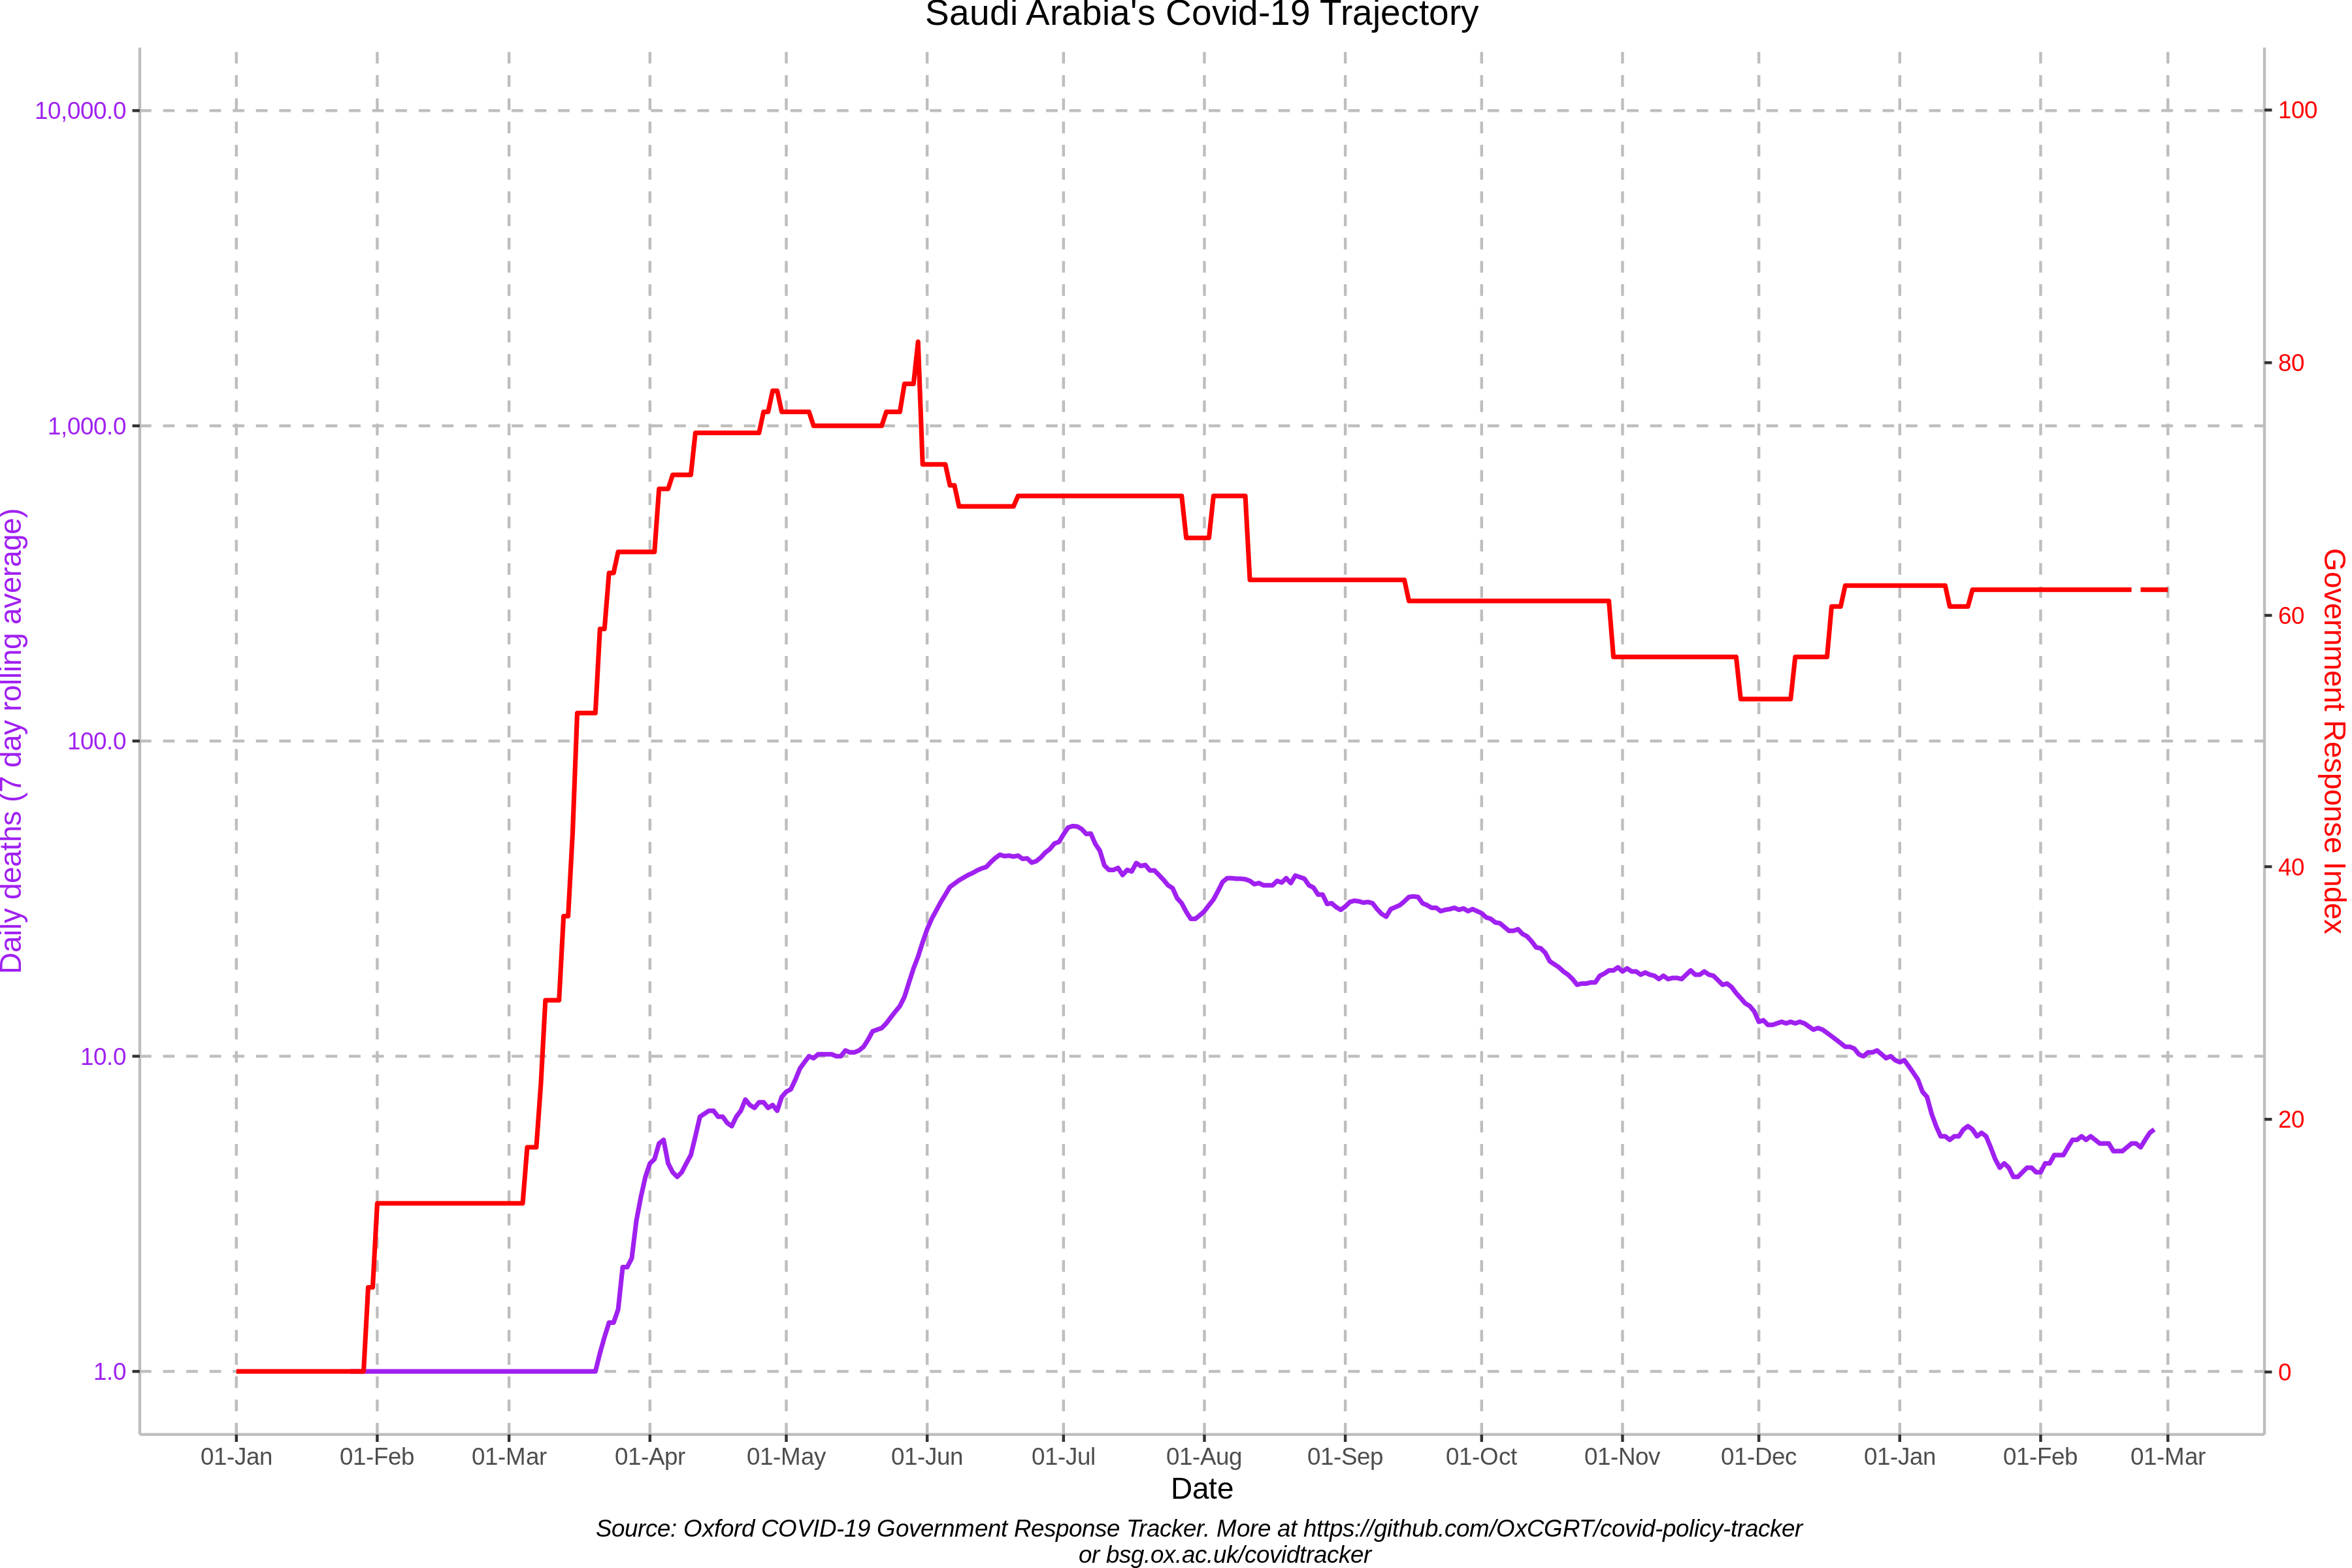 Saudi Arabia's Covid-19 Trajectory
10,000.0
1,000.0
100.0
10.0
1.0
Daily deaths (7 day rolling average)
100
80
60
40
20
0
Government Response Index
01-Jan 01-Feb 01-Mar 01-Apr 01-May 01-Jun 01-Jul 01-Aug 01-Sep 01-Oct 01-Nov 01-Dec 01-Jan 01-Feb 01-Mar
Date
Source: Oxford COVID-19 Government Response Tracker. More at https://github.com/OxCGRT/covid-policy-tracker
or bsg.ox.ac.uk/covidtracker